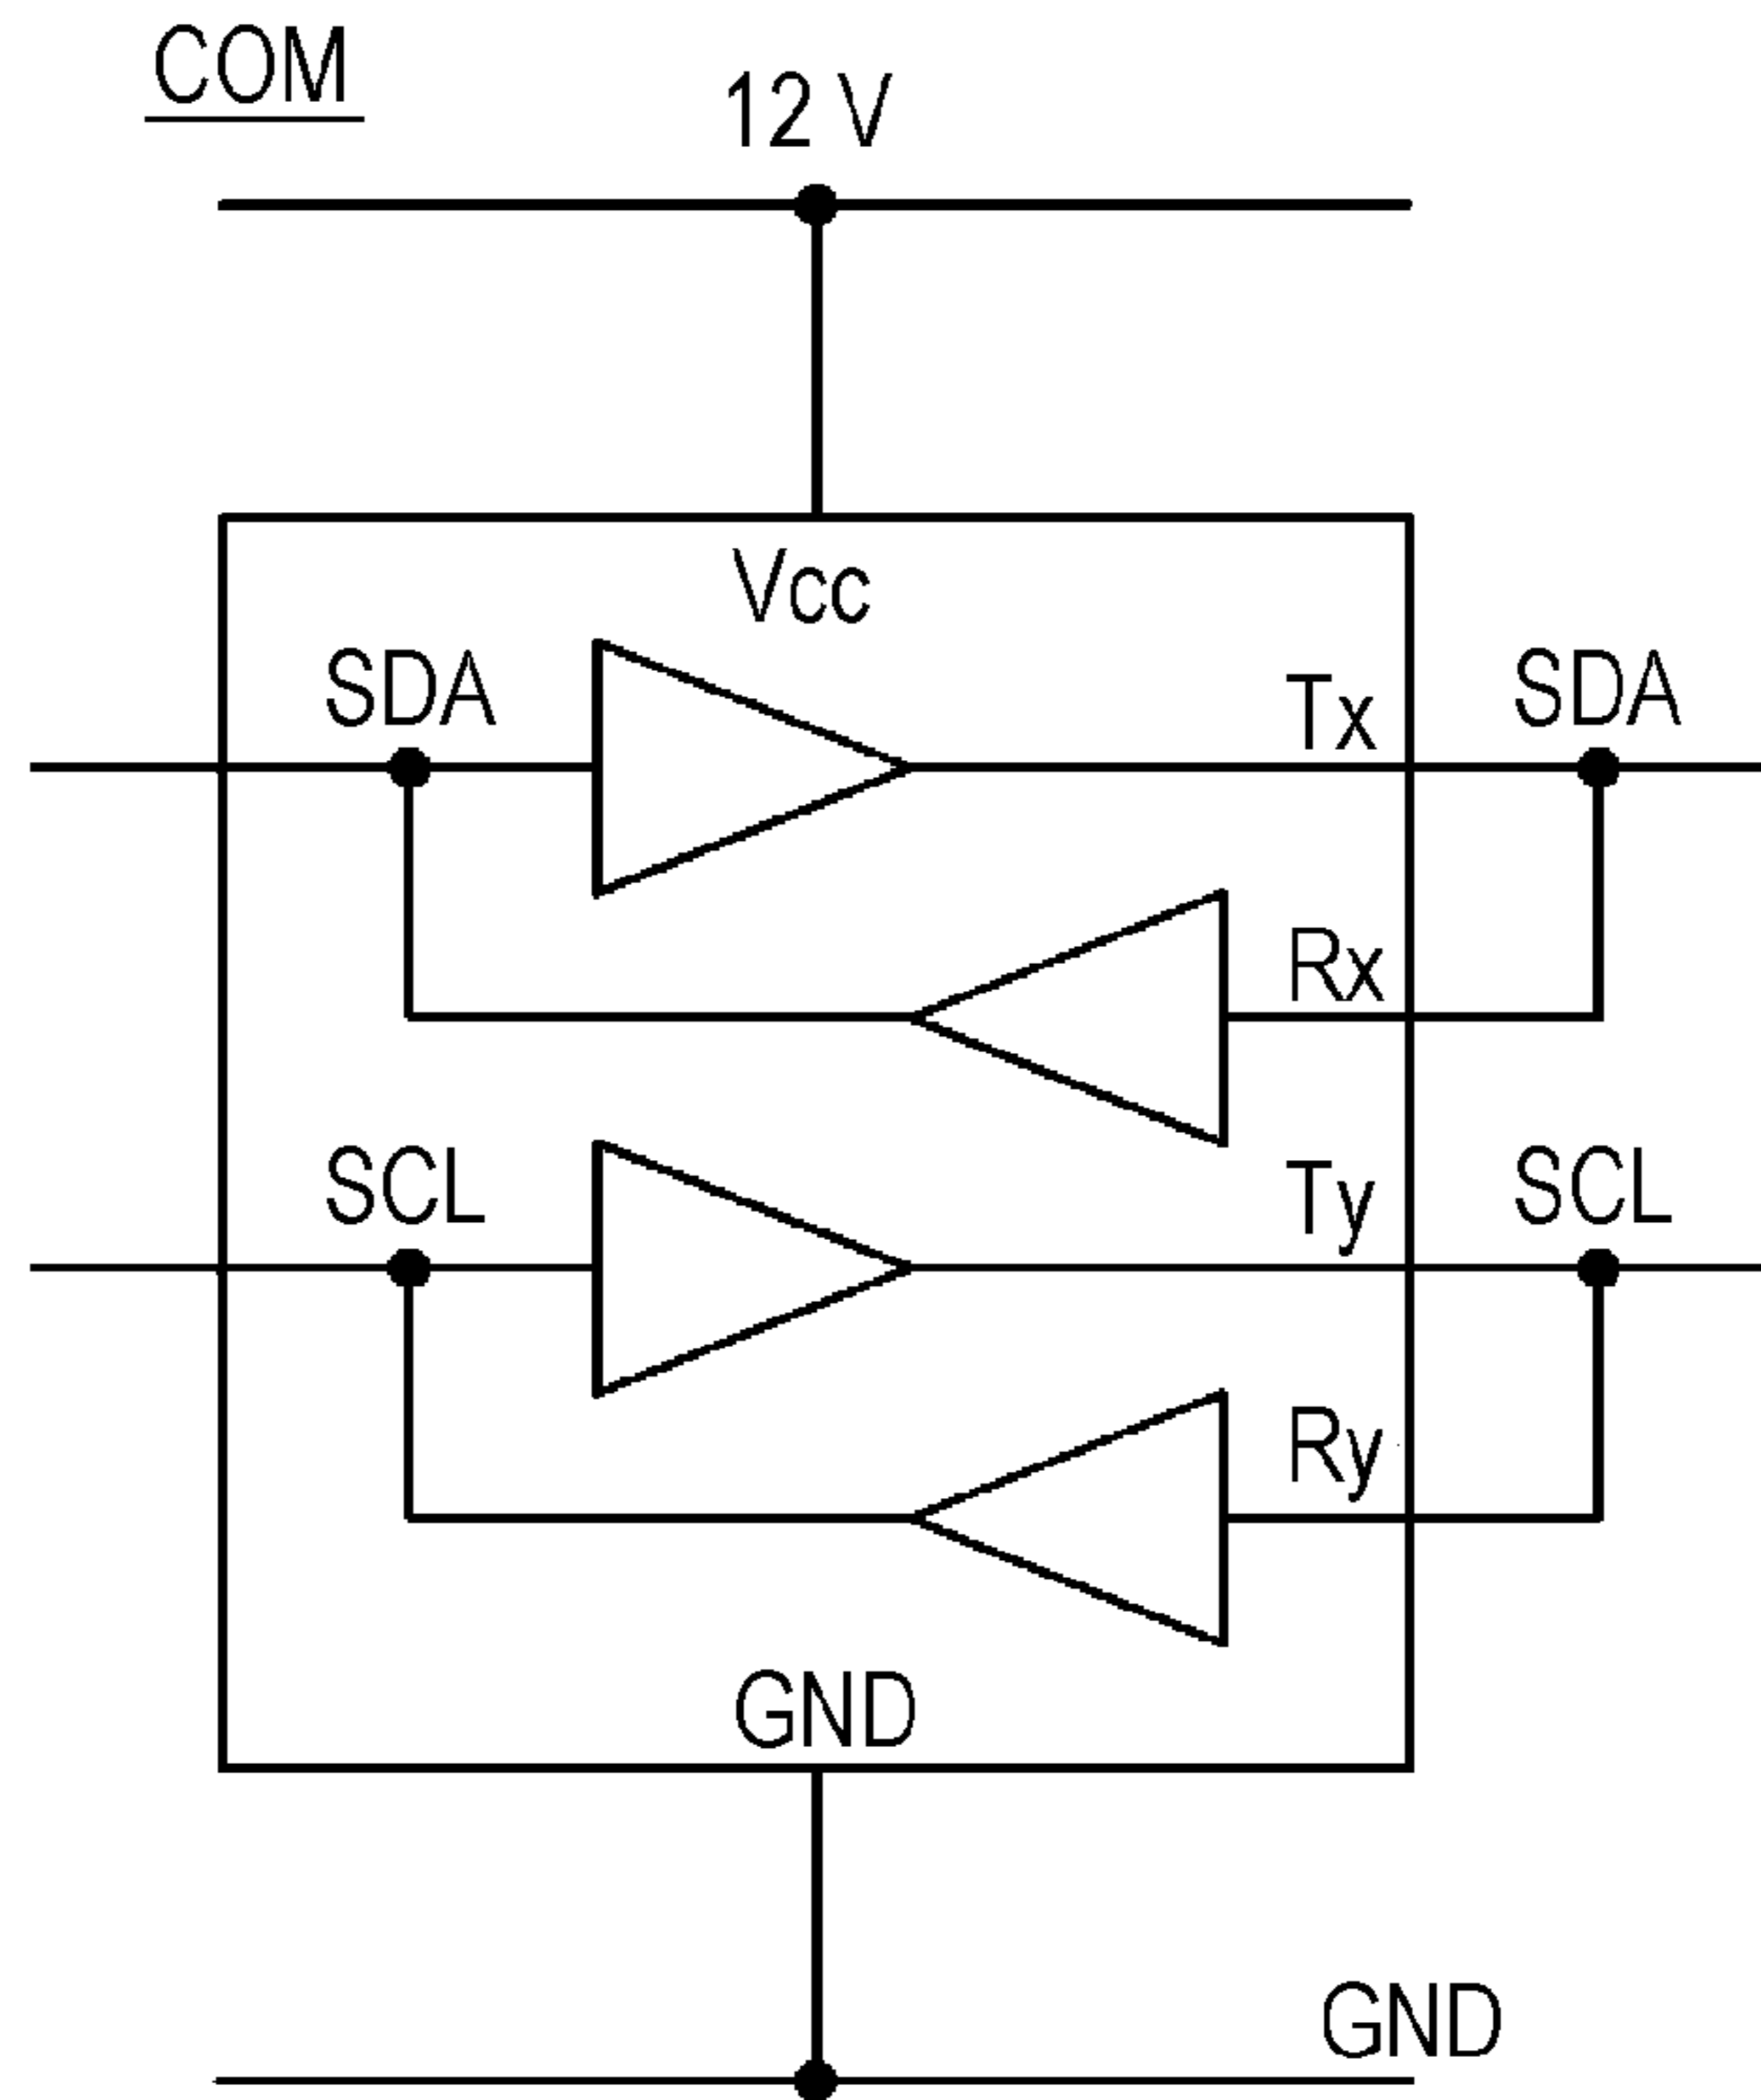 COM
12 V
Vcc
SDA
Tx
SDA
Rx
SCL
Ty
SCL
Ry
GND
GND